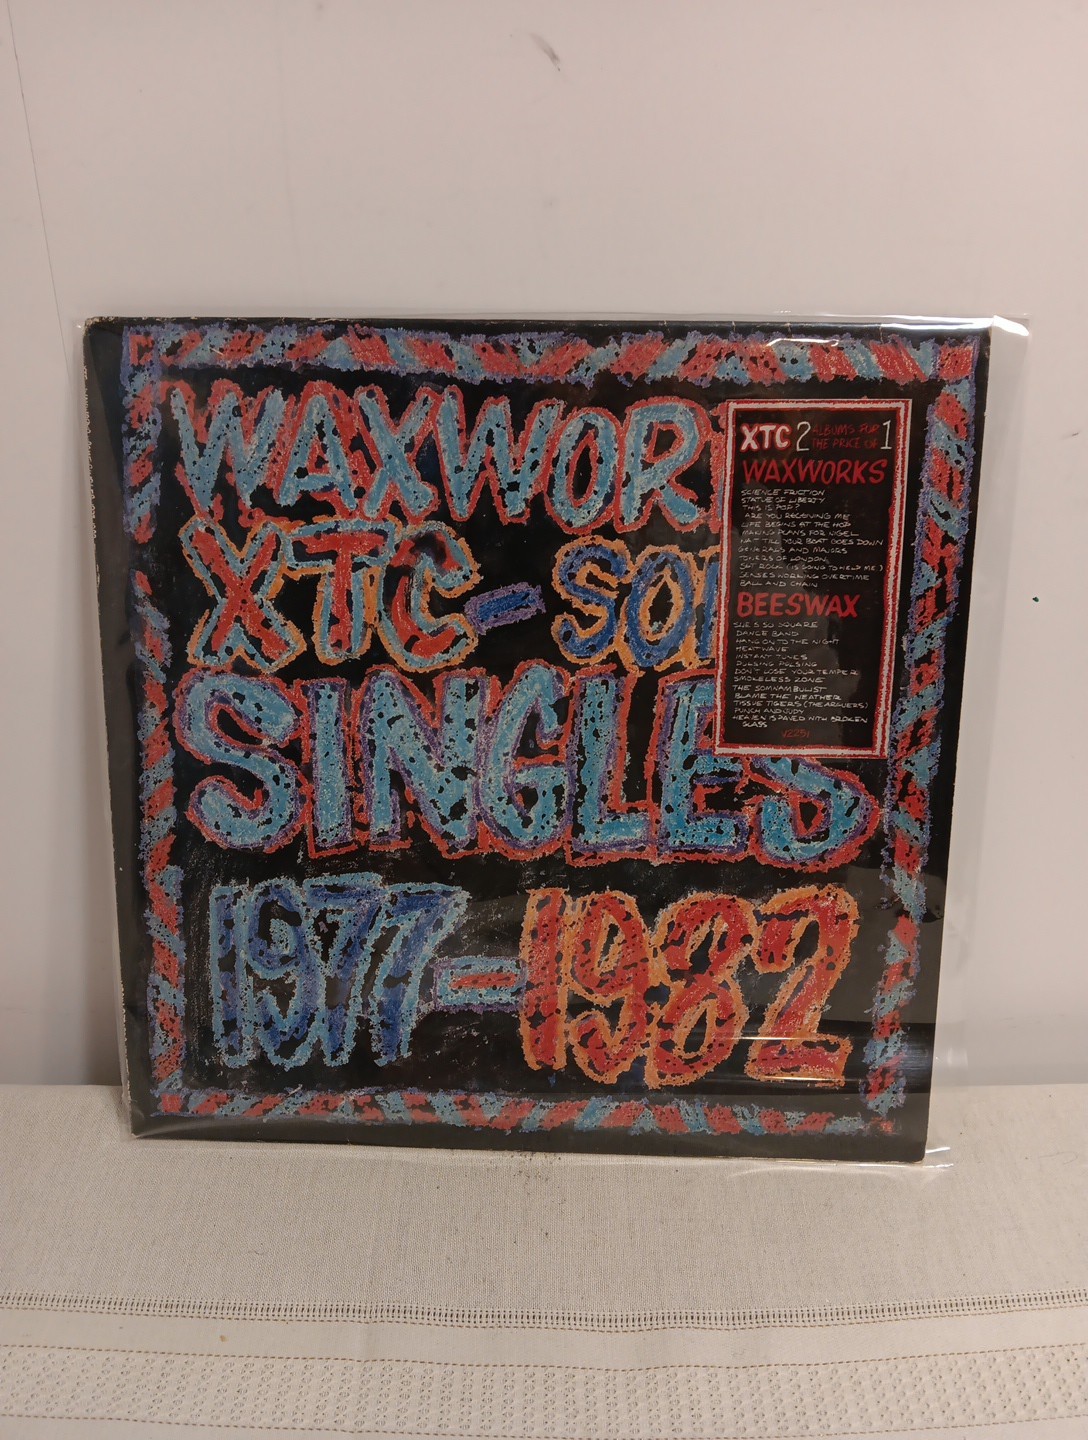 WAXWOR
XTC-SOM
SINGLES
1977-1982
XTC 2 ALBUMS FOR
THE PRICE OF 1
WAXWORKS
SCIENCE FRICTION
STATUE OF LIBERTY
THIS IS POP?
ARE YOU RECEIVING ME
LIFE BEGINS AT THE HOP
MAKING PLANS FOR NIGEL
WAIT TILL YOUR BOAT GOES DOWN
GENERALS AND MAJORS
TOWERS OF LONDON
SGT ROCK (IS GOING TO HELP ME)
SENSES WORKING OVERTIME
BALL AND CHAIN
BEESWAX
SHE'S SO SQUARE
DANCE BAND
HANG ON TO THE NIGHT
HEATWAVE
INSTANT TUNES
PULSING PULSING
DON'T LOSE YOUR TEMPER
SMOKELESS ZONE
THE SOMNAMBULIST
BLAME THE WEATHER
TISSUE TIGERS (THE ARGUERS)
PUNCH AND JUDY
HEAVEN IS PAVED WITH BROKEN
GLASS
V2251